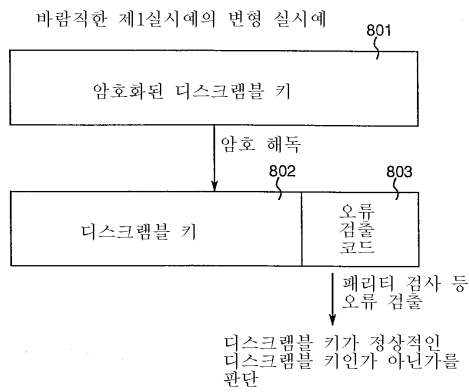 바람직한 제1실시예의 변형 실시예
801
암호화된 디스크램블 키
암호 해독
802
803
디스크램블 키
오류
검출
코드
패리티 검사 등
오류 검출
디스크램블 키가 정상적인
디스크램블 키인가 아닌가를
판단